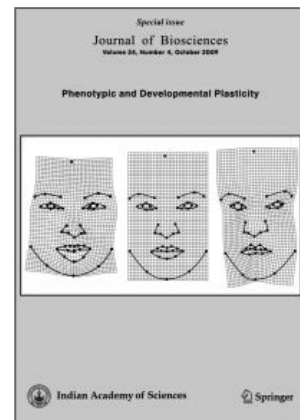 Special issue
Journal of Biosciences
Volume 34, Number 4, October 2009
Phenotypic and Developmental Plasticity
Indian Academy of Sciences
Springer